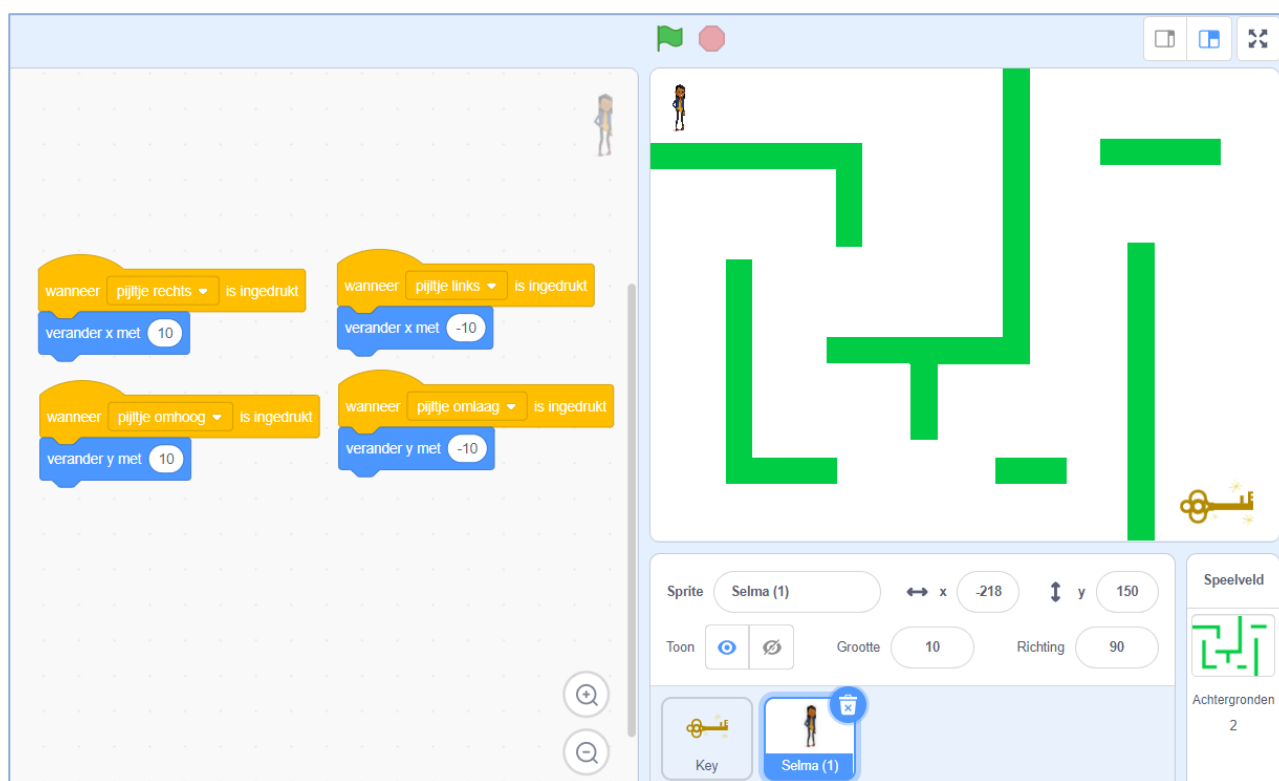 wanneer pijltje rechts is ingedrukt
verander x met 10
wanneer pijltje links is ingedrukt
verander x met -10
wanneer pijltje omhoog is ingedrukt
verander y met 10
wanneer pijltje omlaag is ingedrukt
verander y met -10
Sprite Selma (1) x -218 y 150
Toon Grootte 10 Richting 90
Key
Selma (1)
Speelveld
Achtergronden
2